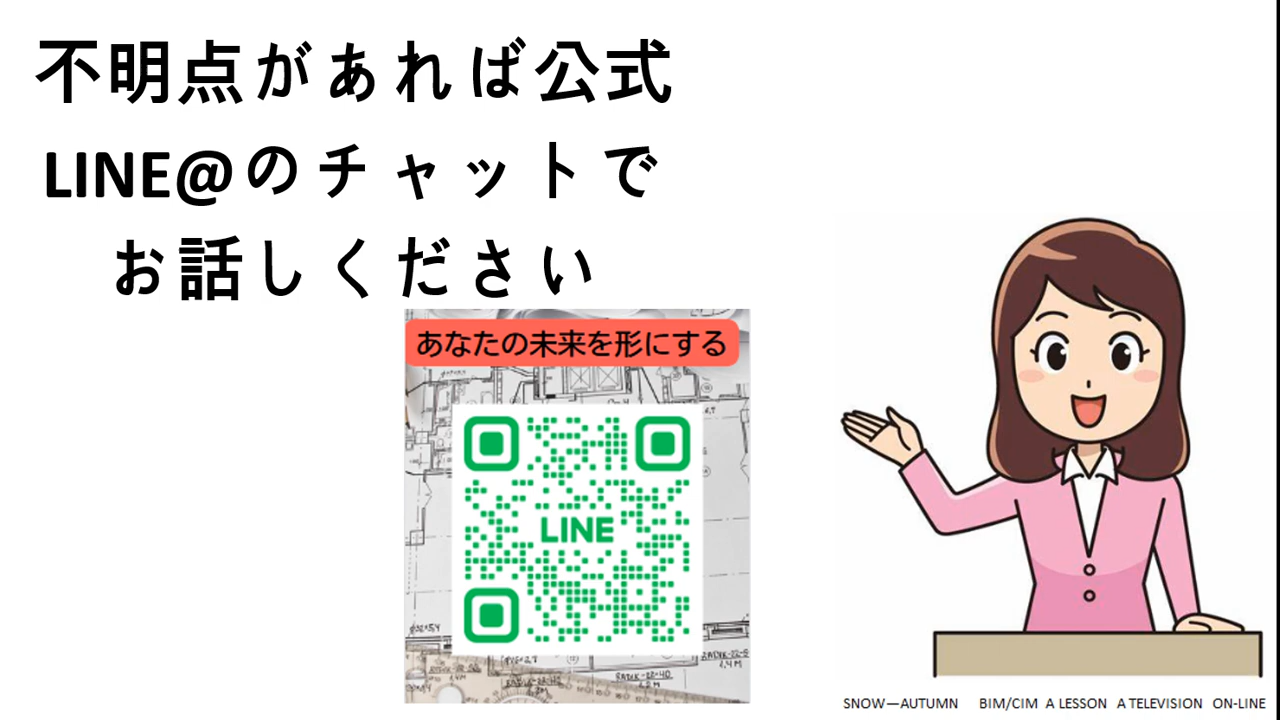 不明点があれば公式
LINE@のチャットで
お話しください
あなたの未来を形にする
LINE
SNOW―AUTUMN BIM/CIM A LESSON A TELEVISION ON-LINE